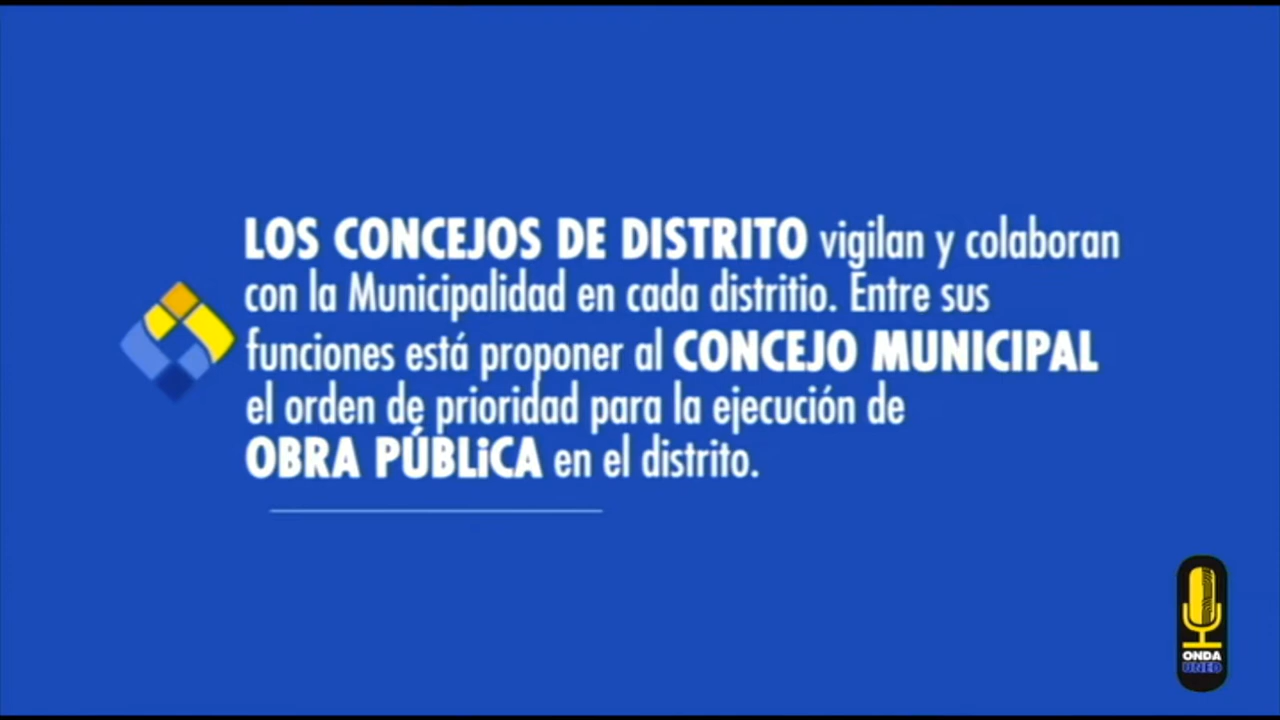 LOS CONCEJOS DE DISTRITO vigilan y colaboran
con la Municipalidad en cada distritio. Entre sus
funciones está proponer al CONCEJO MUNICIPAL
el orden de prioridad para la ejecución de
OBRA PÚBLiCA en el distrito.
ONDA
UNED